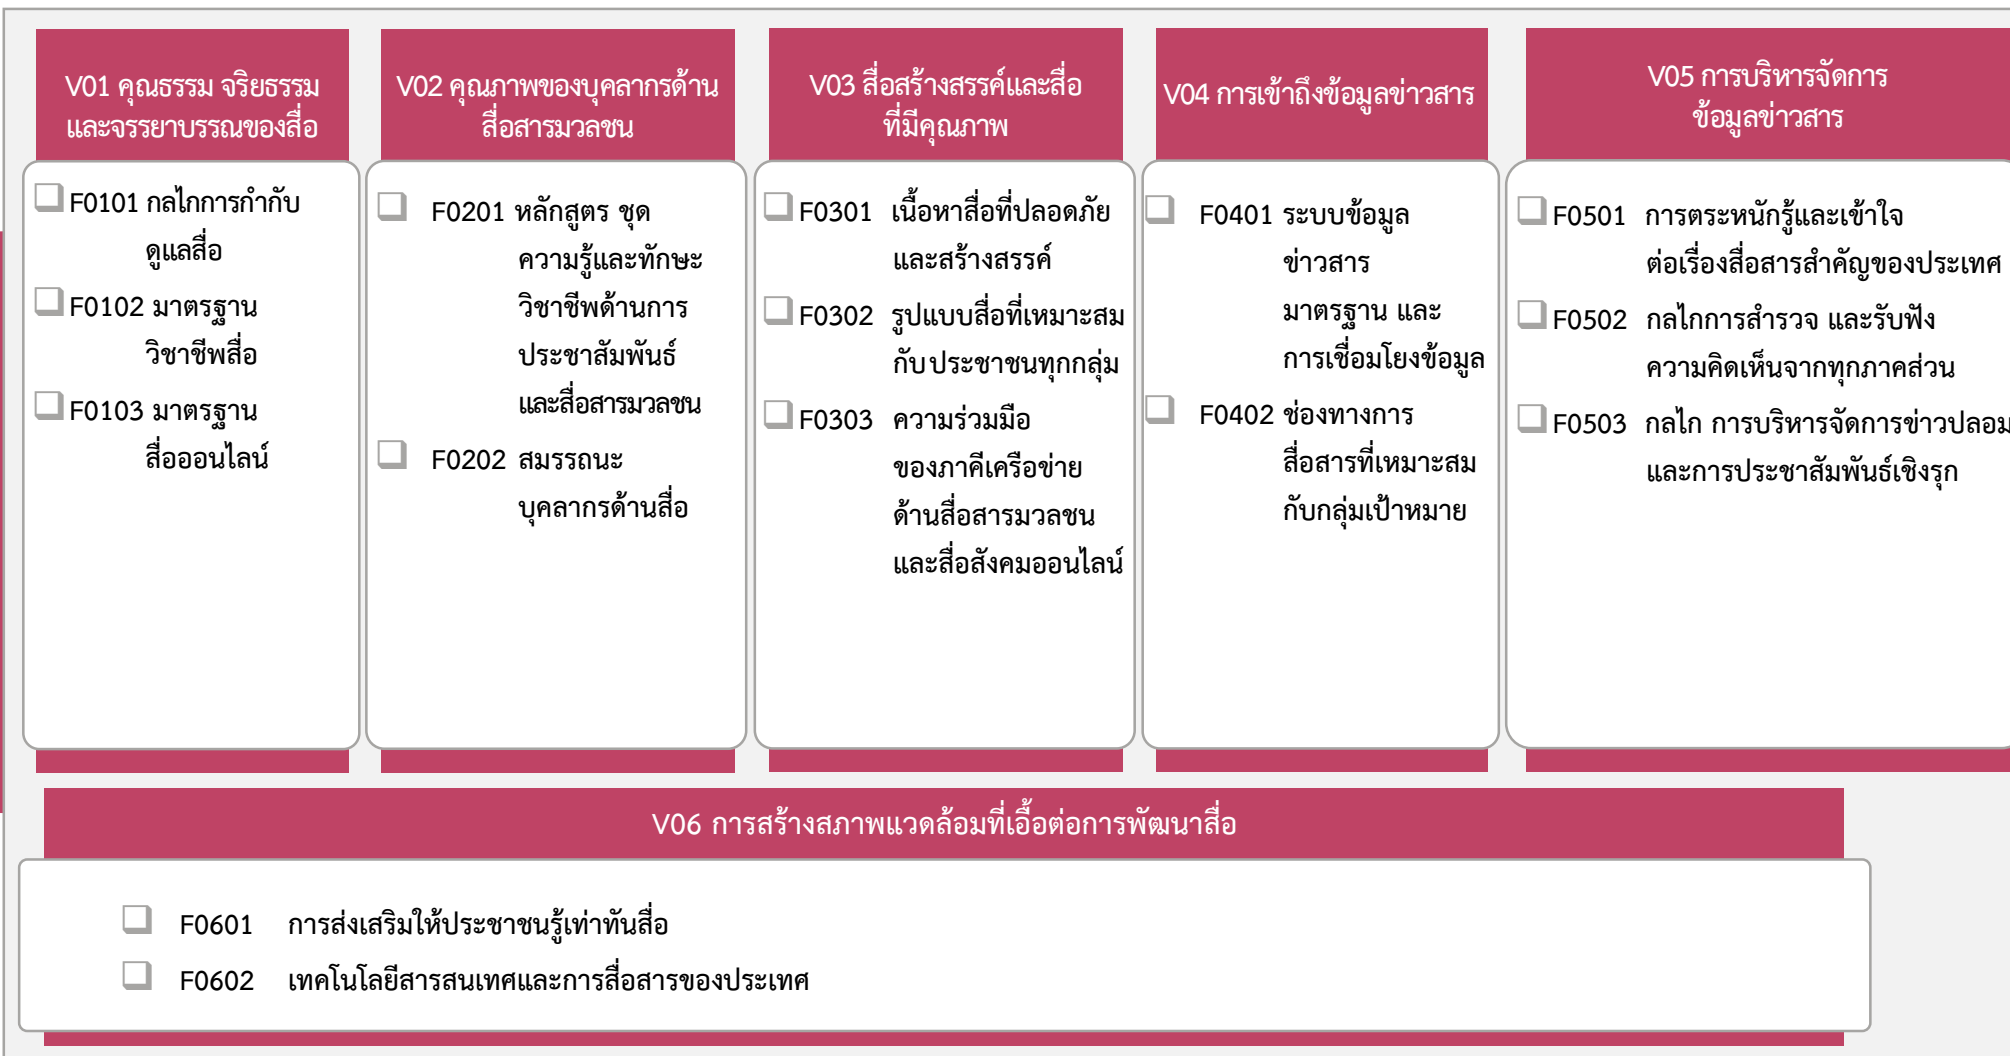 V01 คุณธรรม จริยธรรม
และจรรยาบรรณของสื่อ
F0101 กลไกการกำกับ
ดูแลสื่อ
F0102 มาตรฐาน
วิชาชีพสื่อ
F0103 มาตรฐาน
สื่อออนไลน์
V02 คุณภาพของบุคลากรด้าน
สื่อสารมวลชน
F0201 หลักสูตร ชุด
ความรู้และทักษะ
วิชาชีพด้านการ
ประชาสัมพันธ์
และสื่อสารมวลชน
F0202 สมรรถนะ
บุคลากรด้านสื่อ
V03 สื่อสร้างสรรค์และสื่อ
ที่มีคุณภาพ
F0301 เนื้อหาสื่อที่ปลอดภัย
และสร้างสรรค์
F0302 รูปแบบสื่อที่เหมาะสม
กับประชาชนทุกกลุ่ม
F0303 ความร่วมมือ
ของภาคีเครือข่าย
ด้านสื่อสารมวลชน
และสื่อสังคมออนไลน์
V04 การเข้าถึงข้อมูลข่าวสาร
F0401 ระบบข้อมูล
ข่าวสาร
มาตรฐาน และ
การเชื่อมโยงข้อมูล
F0402 ช่องทางการ
สื่อสารที่เหมาะสม
กับกลุ่มเป้าหมาย
V05 การบริหารจัดการ
ข้อมูลข่าวสาร
F0501 การตระหนักรู้และเข้าใจ
ต่อเรื่องสื่อสารสำคัญของประเทศ
F0502 กลไกการสำรวจ และรับฟัง
ความคิดเห็นจากทุกภาคส่วน
F0503 กลไก การบริหารจัดการข่าวปลอม
และการประชาสัมพันธ์เชิงรุก
V06 การสร้างสภาพแวดล้อมที่เอื้อต่อการพัฒนาสื่อ
F0601 การส่งเสริมให้ประชาชนรู้เท่าทันสื่อ
F0602 เทคโนโลยีสารสนเทศและการสื่อสารของประเทศ